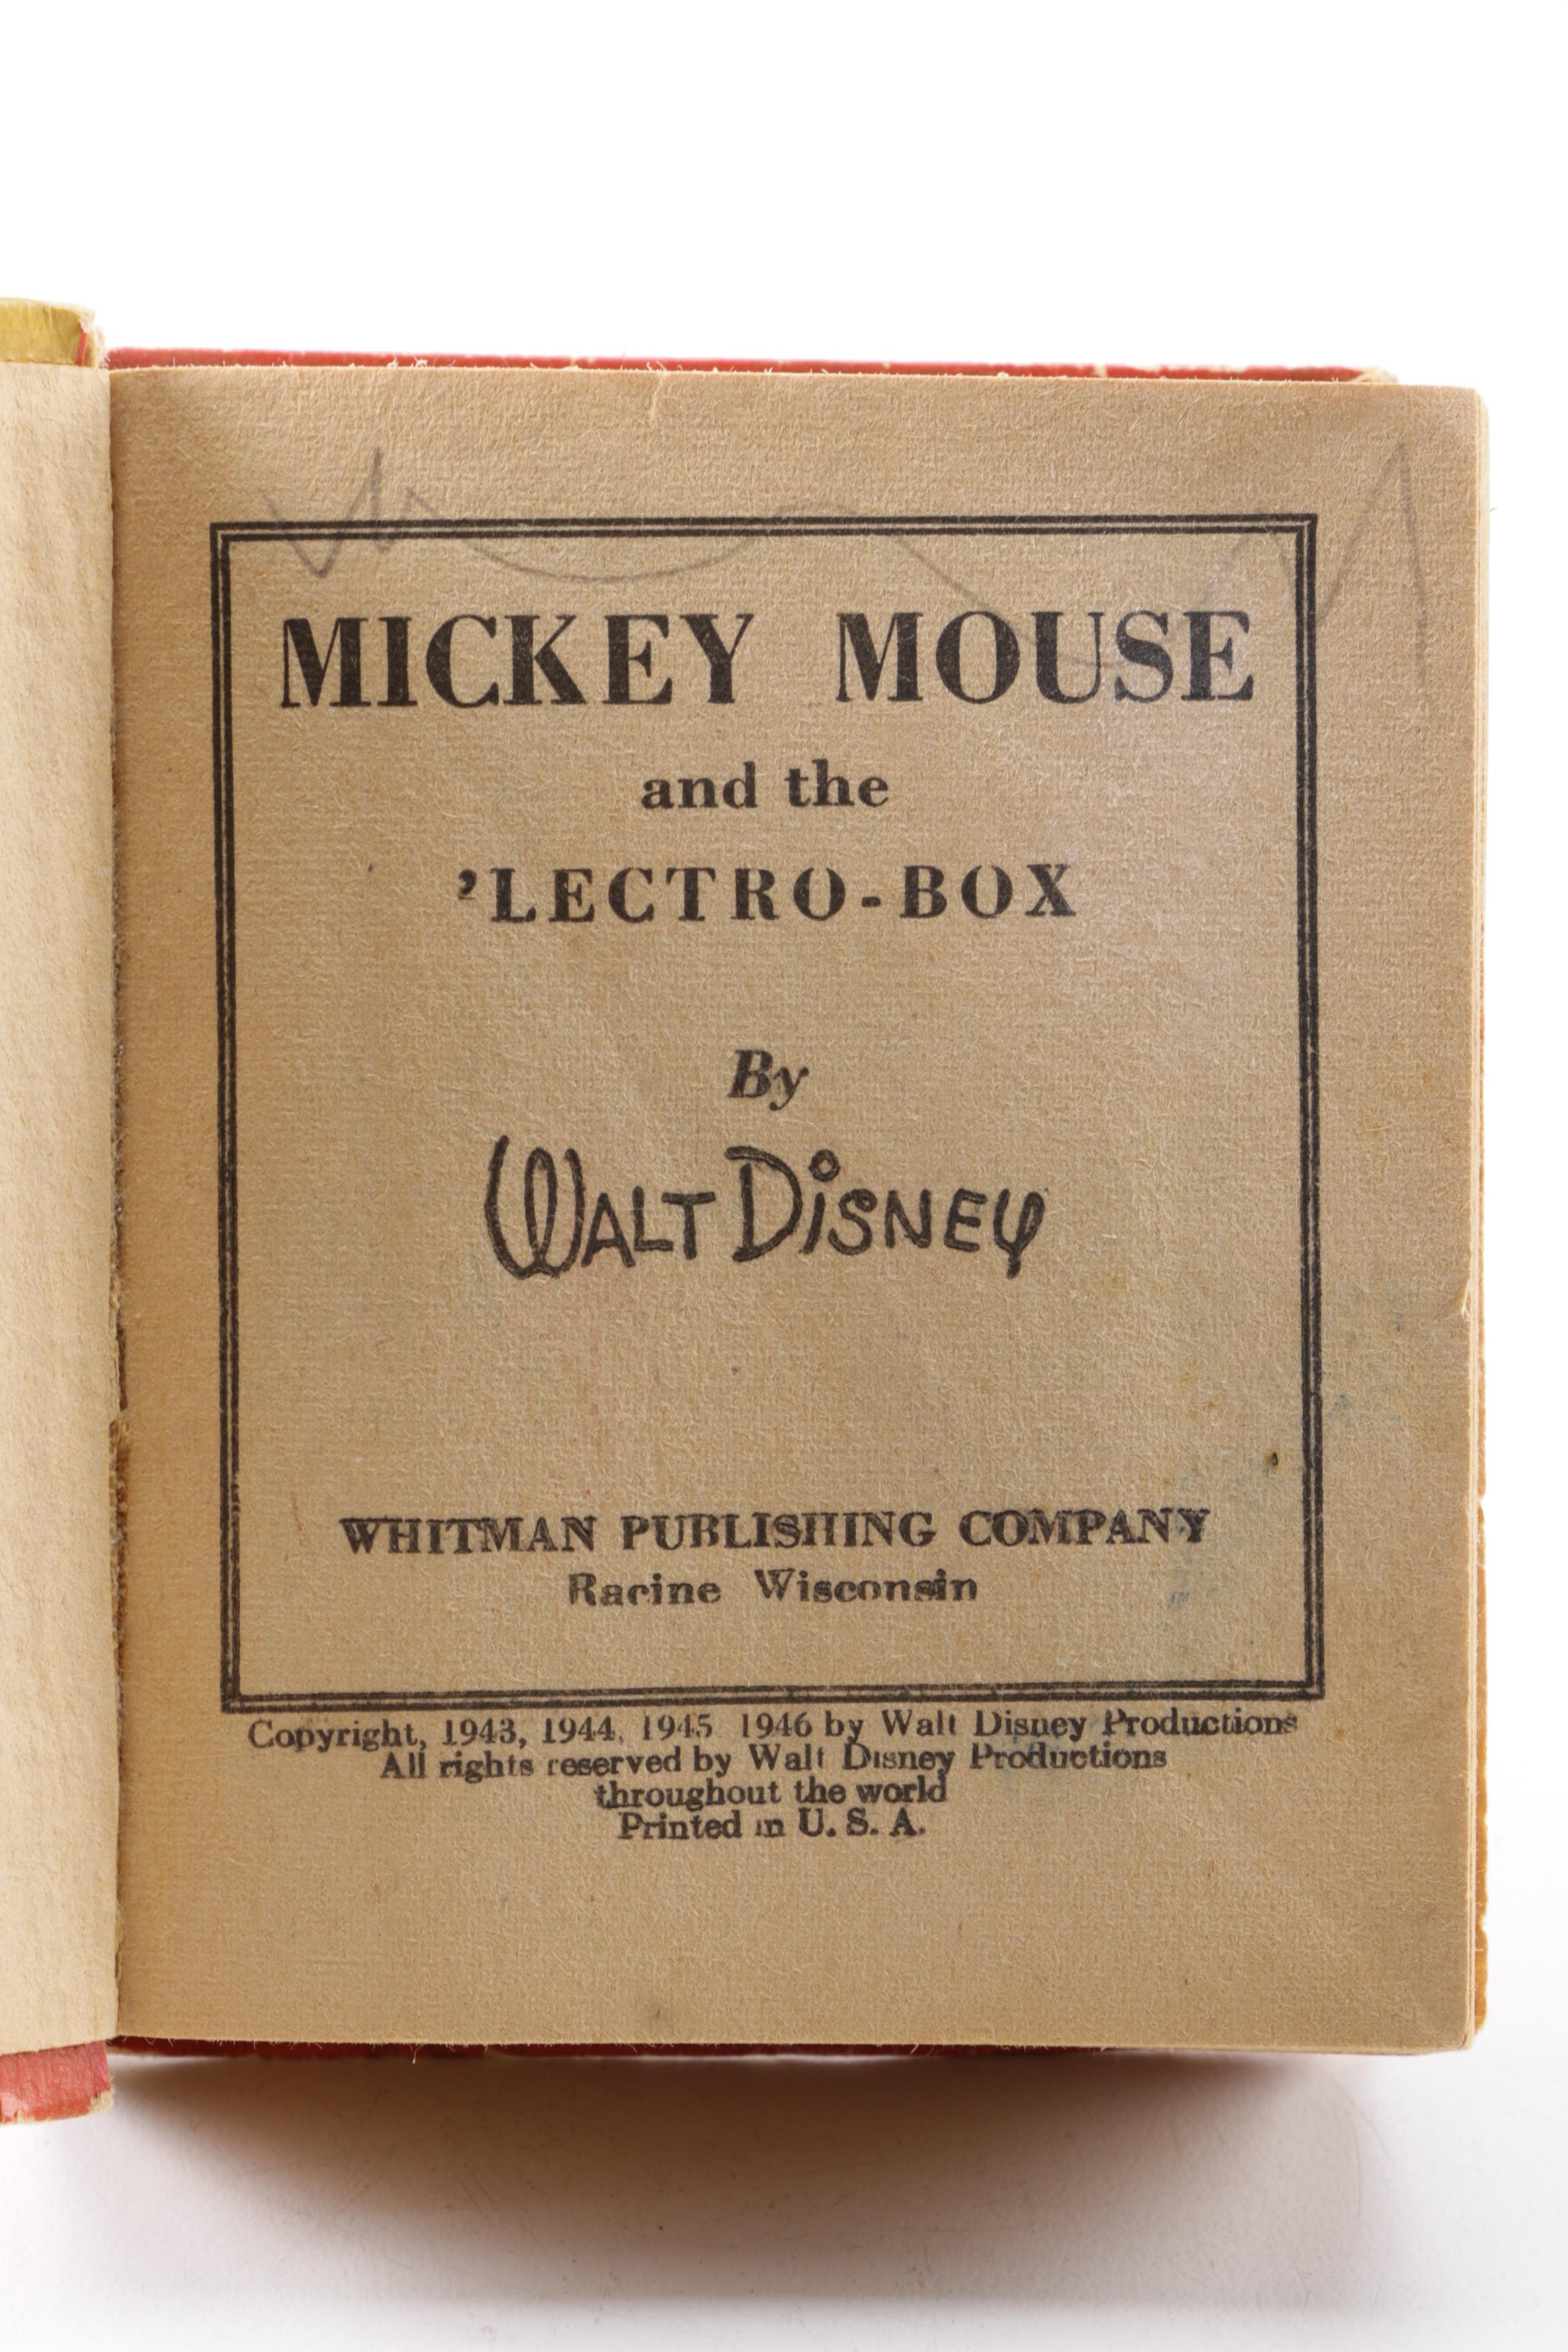 MICKEY MOUSE
and the
’LECTRO-BOX
By
WALT DISNEY
WHITMAN PUBLISHING COMPANY
Racine Wisconsin
Copyright, 1943, 1944, 1945 1946 by Walt Disney Productions
All rights reserved by Walt Disney Productions
throughout the world
Printed in U. S. A.